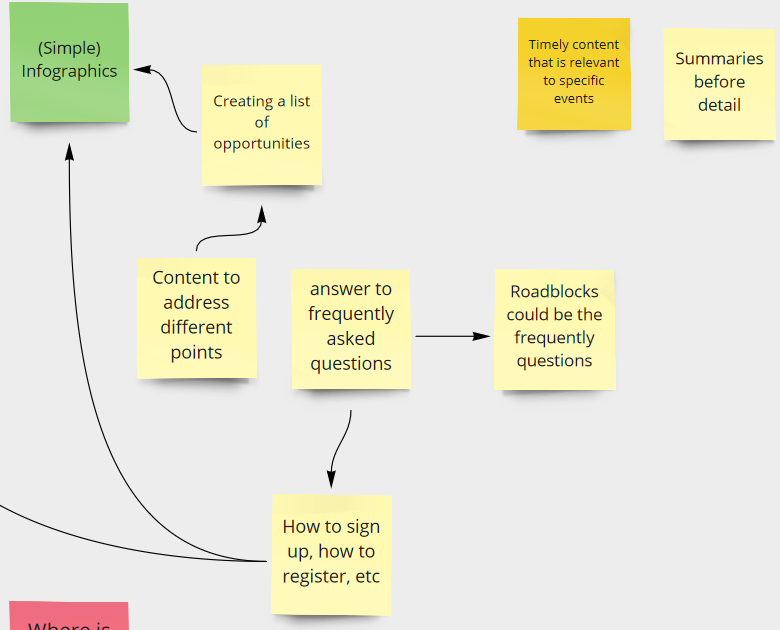 (Simple)
Infographics
Creating a list
of
opportunities
Timely content
that is relevant
to specific
events
Summaries
before
detail
Content to
address
different
points
answer to
frequently
asked
questions
Roadblocks
could be the
frequently
questions
How to sign
up, how to
register, etc
Where is